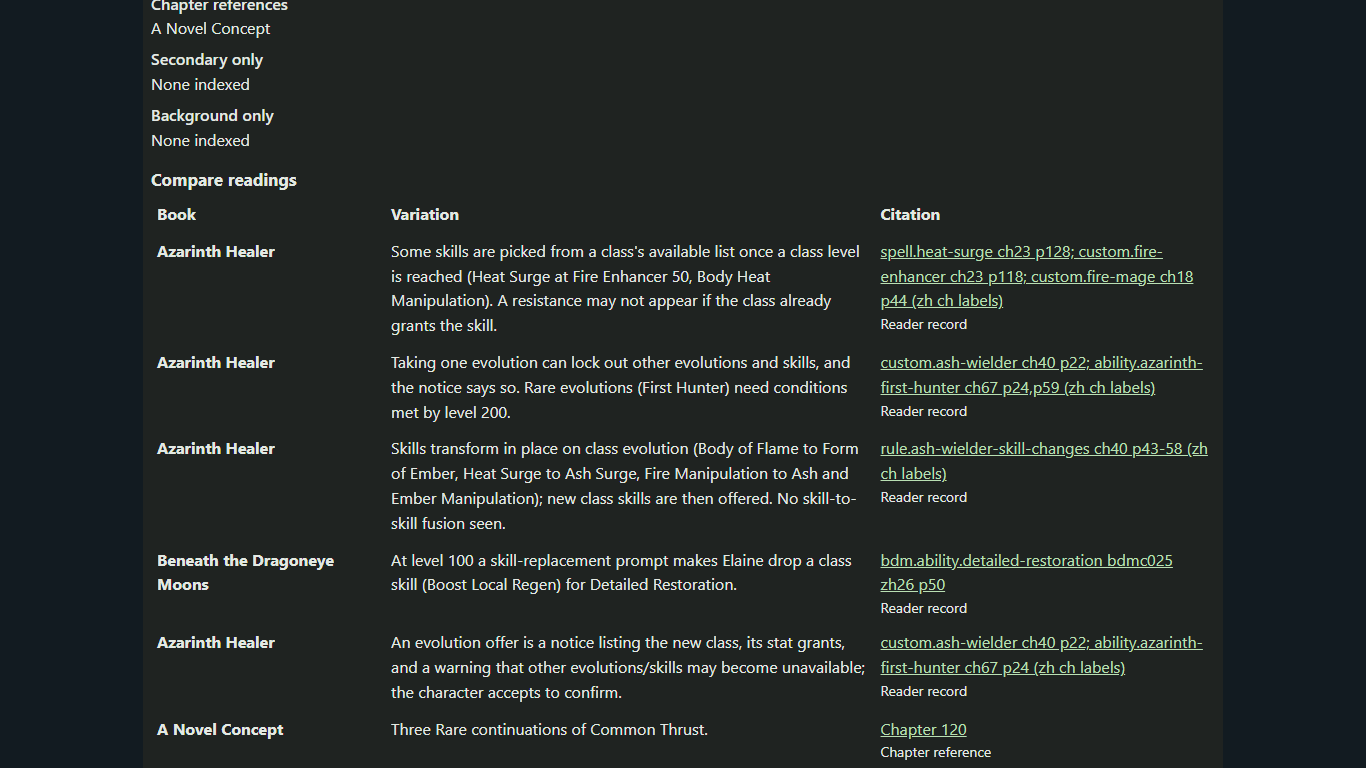 Chapter references
A Novel Concept
Secondary only
None indexed
Background only
None indexed
Compare readings
Book Variation Citation
Azarinth Healer
Some skills are picked from a class's available list once a class level
is reached (Heat Surge at Fire Enhancer 50, Body Heat
Manipulation). A resistance may not appear if the class already
grants the skill.
spell.heat-surge ch23 p128; custom.fire-
enhancer ch23 p118; custom.fire-mage ch18
p44 (zh ch labels)
Reader record
Azarinth Healer
Taking one evolution can lock out other evolutions and skills, and
the notice says so. Rare evolutions (First Hunter) need conditions
met by level 200.
custom.ash-wielder ch40 p22; ability.azarinth-
first-hunter ch67 p24,p59 (zh ch labels)
Reader record
Azarinth Healer
Skills transform in place on class evolution (Body of Flame to Form
of Ember, Heat Surge to Ash Surge, Fire Manipulation to Ash and
Ember Manipulation); new class skills are then offered. No skill-to-
skill fusion seen.
rule.ash-wielder-skill-changes ch40 p43-58 (zh
ch labels)
Reader record
Beneath the Dragoneye
Moons
At level 100 a skill-replacement prompt makes Elaine drop a class
skill (Boost Local Regen) for Detailed Restoration.
bdm.ability.detailed-restoration bdmc025
zh26 p50
Reader record
Azarinth Healer
An evolution offer is a notice listing the new class, its stat grants,
and a warning that other evolutions/skills may become unavailable;
the character accepts to confirm.
custom.ash-wielder ch40 p22; ability.azarinth-
first-hunter ch67 p24 (zh ch labels)
Reader record
A Novel Concept
Three Rare continuations of Common Thrust.
Chapter 120
Chapter reference